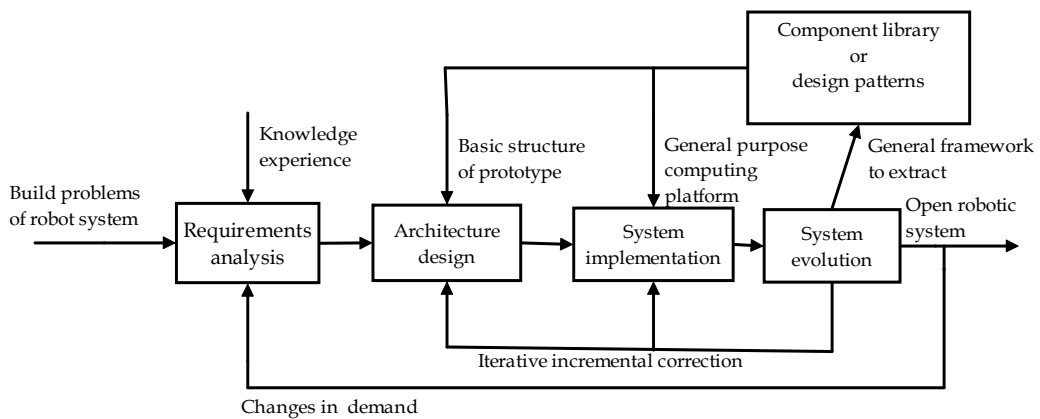 Component library
or
design patterns
Knowledge
experience
Basic structure
of prototype
General purpose
computing
platform
General framework
to extract
Build problems
of robot system
Requirements
analysis
Architecture
design
System
implementation
System
evolution
Open robotic
system
Iterative incremental correction
Changes in demand